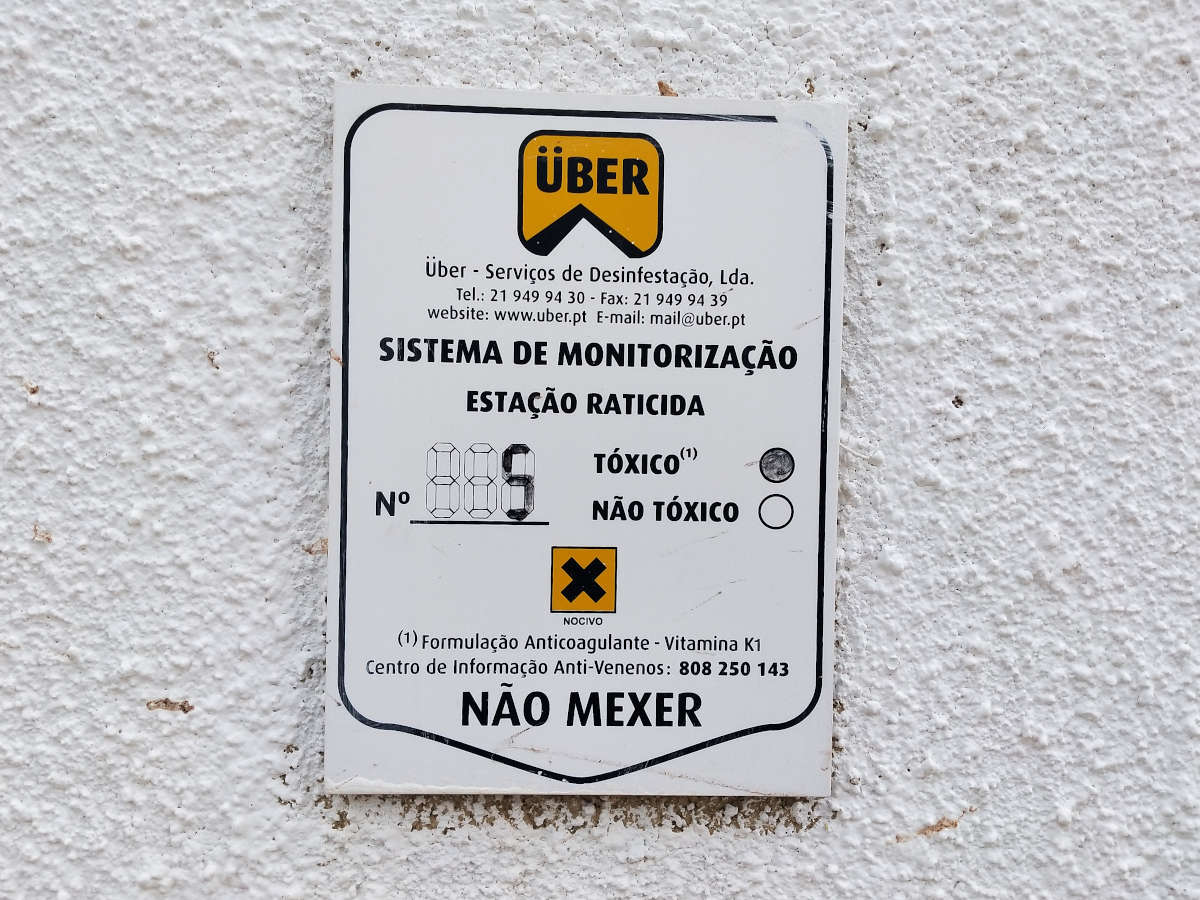 ÜBER
Über - Serviços de Desinfestação, Lda.
Tel.: 21 949 94 30 - Fax: 21 949 94 39
website: www.uber.pt E-mail: mail@uber.pt
SISTEMA DE MONITORIZAÇÃO
ESTAÇÃO RATICIDA
Nº 5
TÓXICO(1)
NÃO TÓXICO
NOCIVO
(1) Formulação Anticoagulante - Vitamina K1
Centro de Informação Anti-Venenos: 808 250 143
NÃO MEXER